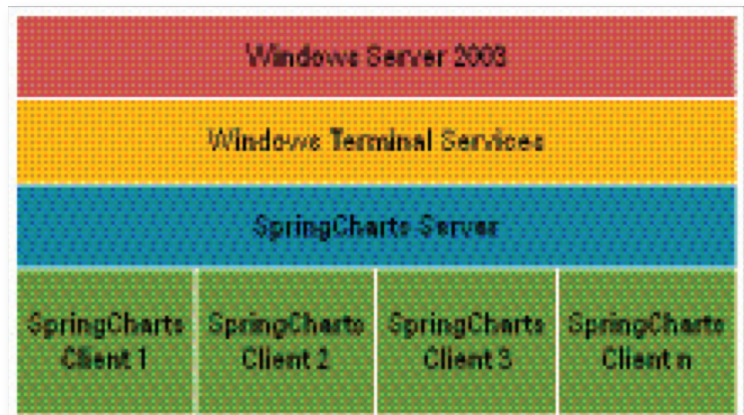 Windows Server 2003
Windows Terminal Services
SpringCharts Server
SpringCharts
Client 1
SpringCharts
Client 2
SpringCharts
Client 3
SpringCharts
Client n